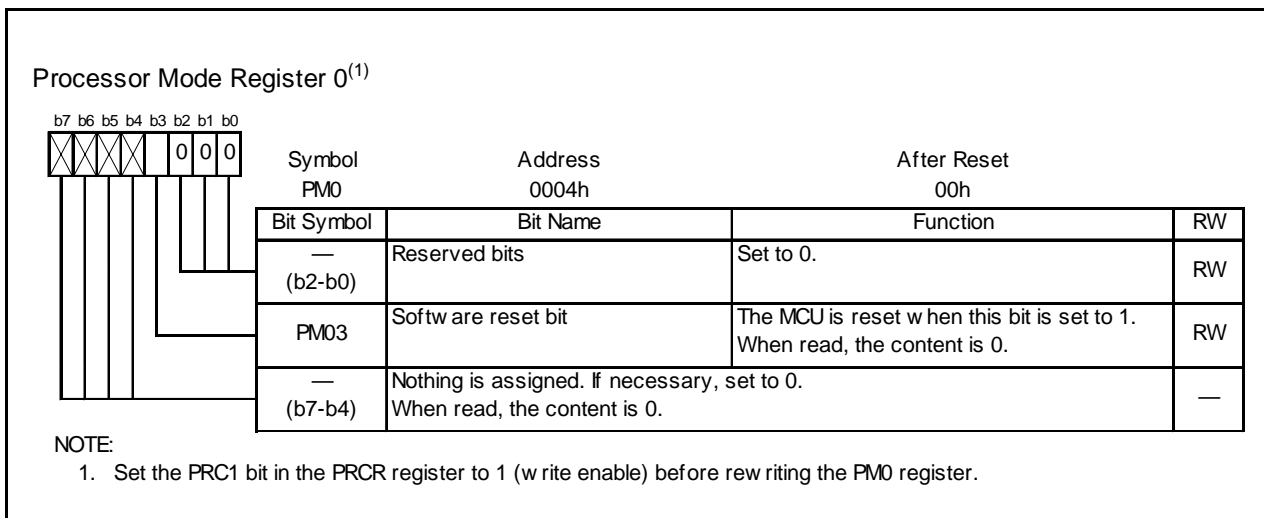 Processor Mode Register 0(1)
b7 b6 b5 b4 b3 b2 b1 b0
0 0 0
Symbol Address After Reset
PM0 0004h 00h
Bit Symbol Bit Name Function RW
— Reserved bits Set to 0. RW
(b2-b0)
PM03 Software reset bit The MCU is reset when this bit is set to 1. RW
When read, the content is 0.
— Nothing is assigned. If necessary, set to 0. —
(b7-b4) When read, the content is 0.
NOTE:
1. Set the PRC1 bit in the PRCR register to 1 (write enable) before rewriting the PM0 register.